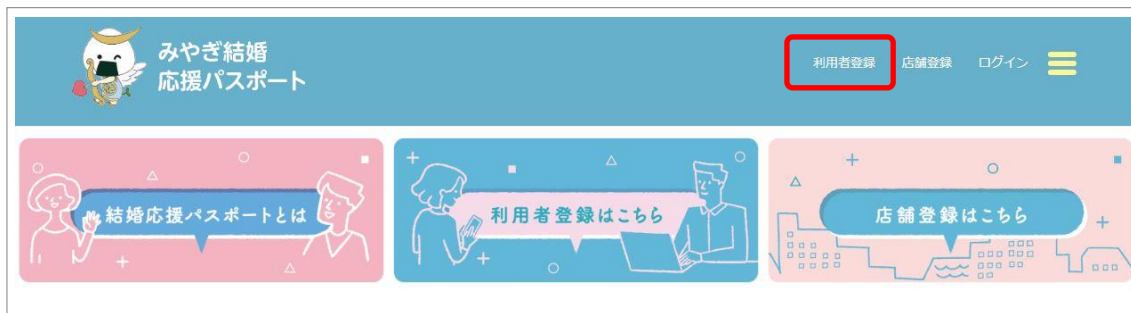 みやぎ結婚
応援パスポート
利用者登録 店舗登録 ログイン
結婚応援パスポートとは
利用者登録はこちら
店舗登録はこちら